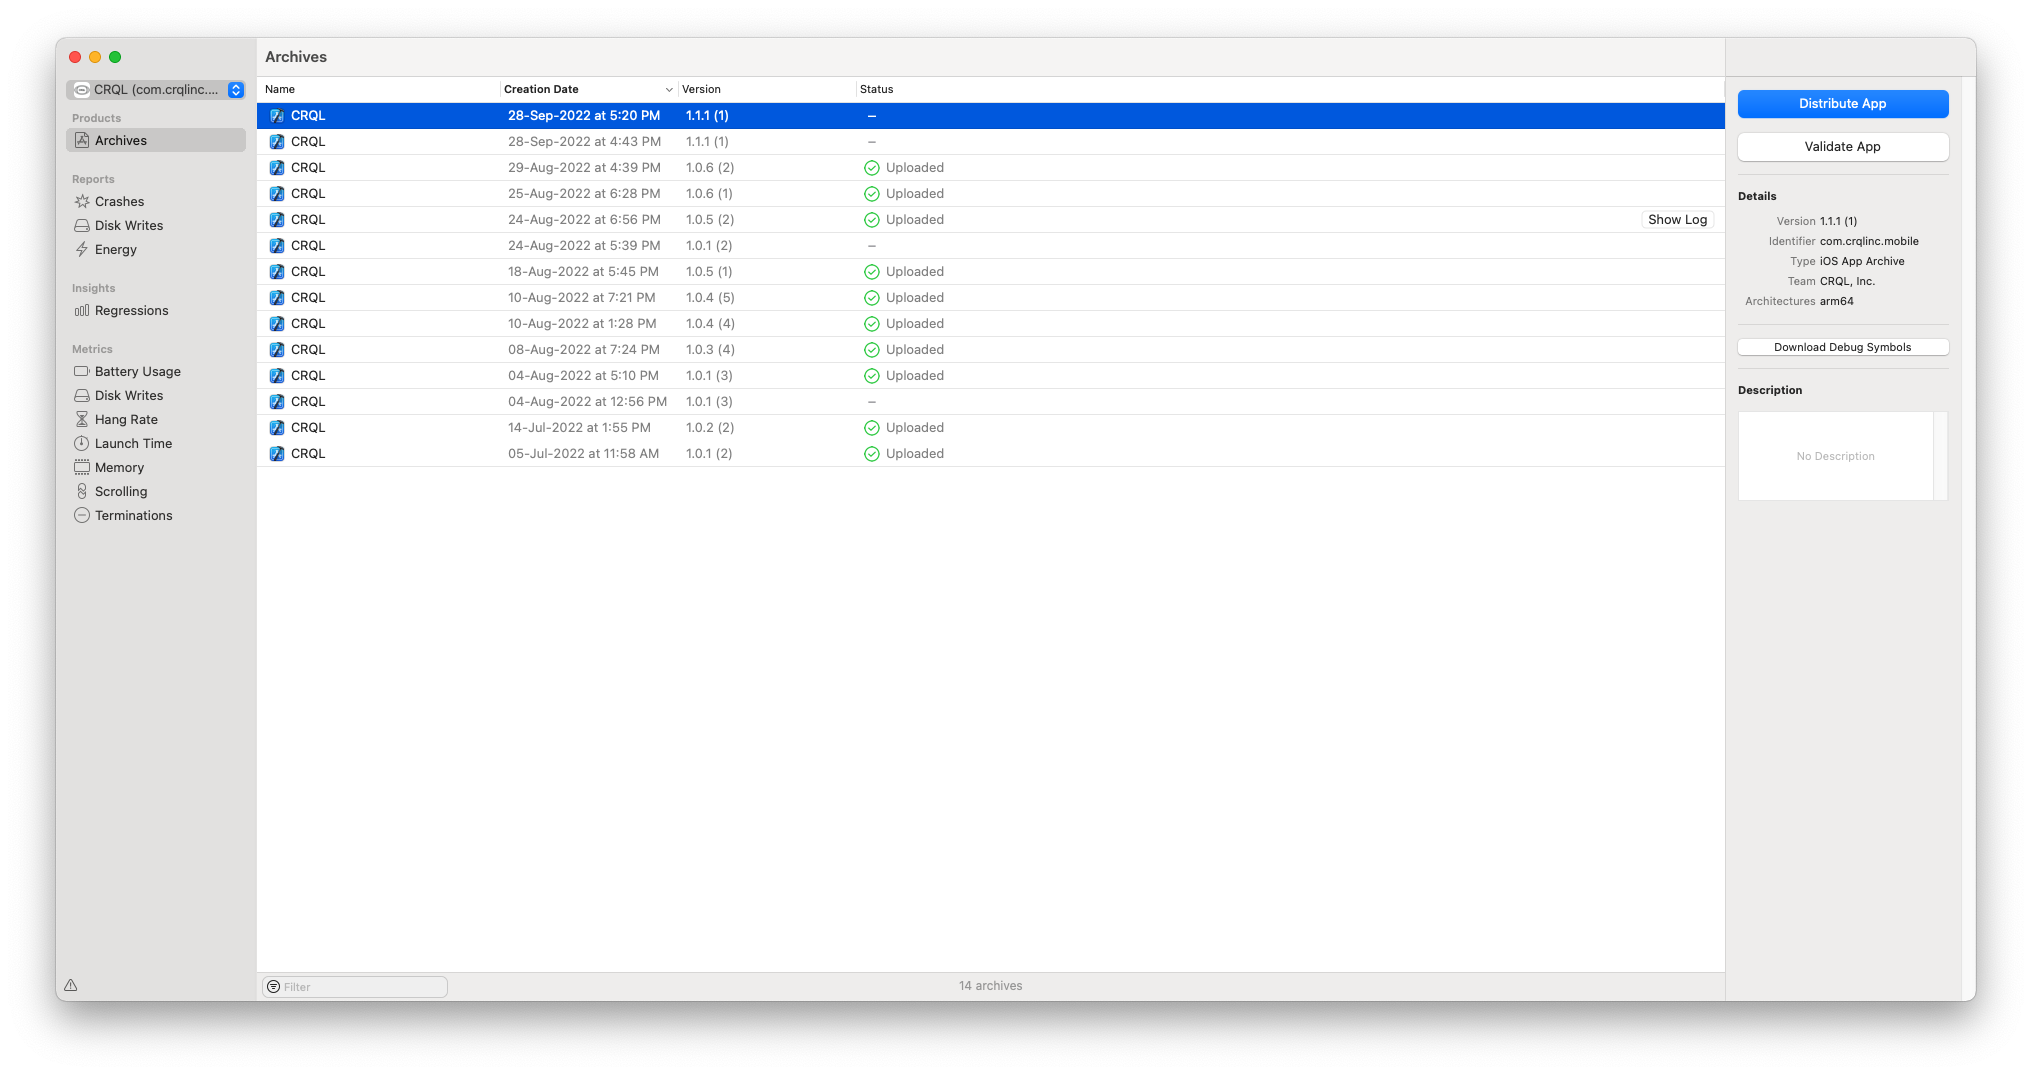 Archives
CRQL (com.crqlinc....
Products
Archives
Reports
Crashes
Disk Writes
Energy
Insights
Regressions
Metrics
Battery Usage
Disk Writes
Hang Rate
Launch Time
Memory
Scrolling
Terminations
Name Creation Date Version Status
CRQL 28-Sep-2022 at 5:20 PM 1.1.1 (1) –
CRQL 28-Sep-2022 at 4:43 PM 1.1.1 (1) –
CRQL 29-Aug-2022 at 4:39 PM 1.0.6 (2) Uploaded
CRQL 25-Aug-2022 at 6:28 PM 1.0.6 (1) Uploaded
CRQL 24-Aug-2022 at 6:56 PM 1.0.5 (2) Uploaded Show Log
CRQL 24-Aug-2022 at 5:39 PM 1.0.1 (2) –
CRQL 18-Aug-2022 at 5:45 PM 1.0.5 (1) Uploaded
CRQL 10-Aug-2022 at 7:21 PM 1.0.4 (5) Uploaded
CRQL 10-Aug-2022 at 1:28 PM 1.0.4 (4) Uploaded
CRQL 08-Aug-2022 at 7:24 PM 1.0.3 (4) Uploaded
CRQL 04-Aug-2022 at 5:10 PM 1.0.1 (3) Uploaded
CRQL 04-Aug-2022 at 12:56 PM 1.0.1 (3) –
CRQL 14-Jul-2022 at 1:55 PM 1.0.2 (2) Uploaded
CRQL 05-Jul-2022 at 11:58 AM 1.0.1 (2) Uploaded
Filter
14 archives
Distribute App
Validate App
Details
Version 1.1.1 (1)
Identifier com.crqlinc.mobile
Type iOS App Archive
Team CRQL, Inc.
Architectures arm64
Download Debug Symbols
Description
No Description